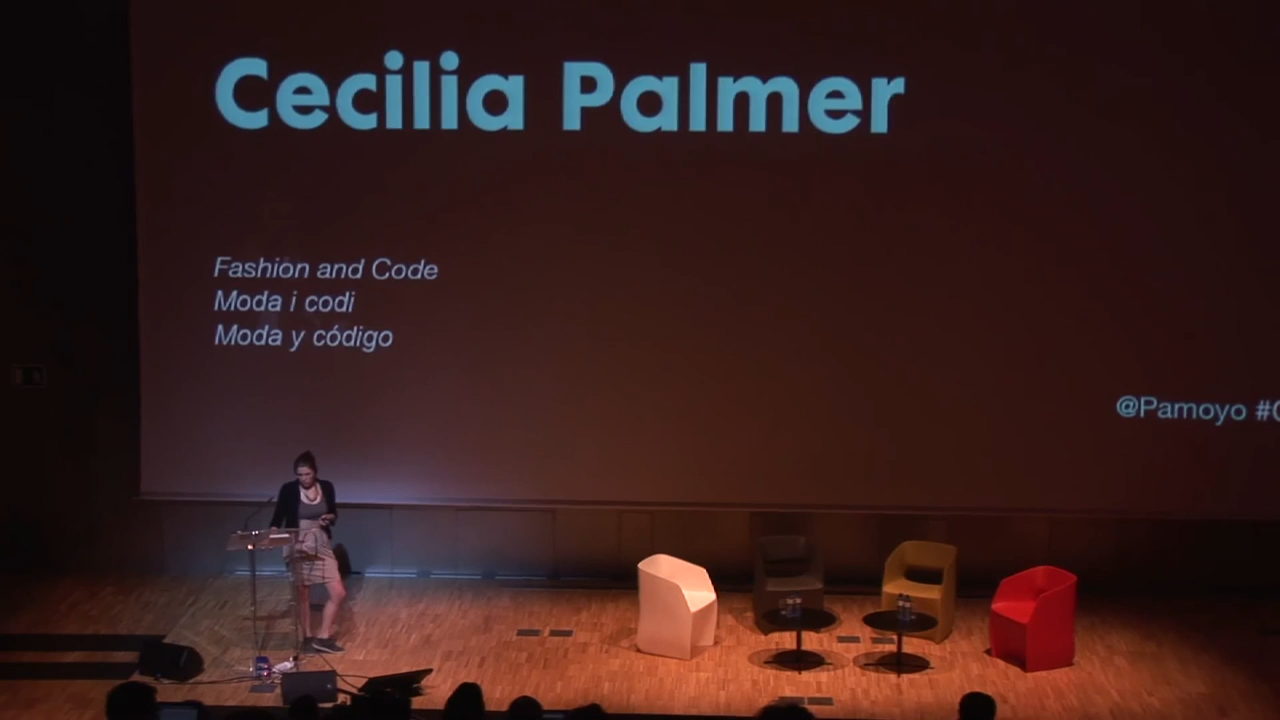 Cecilia Palmer
Fashion and Code
Moda i codi
Moda y código
@Pamoyo